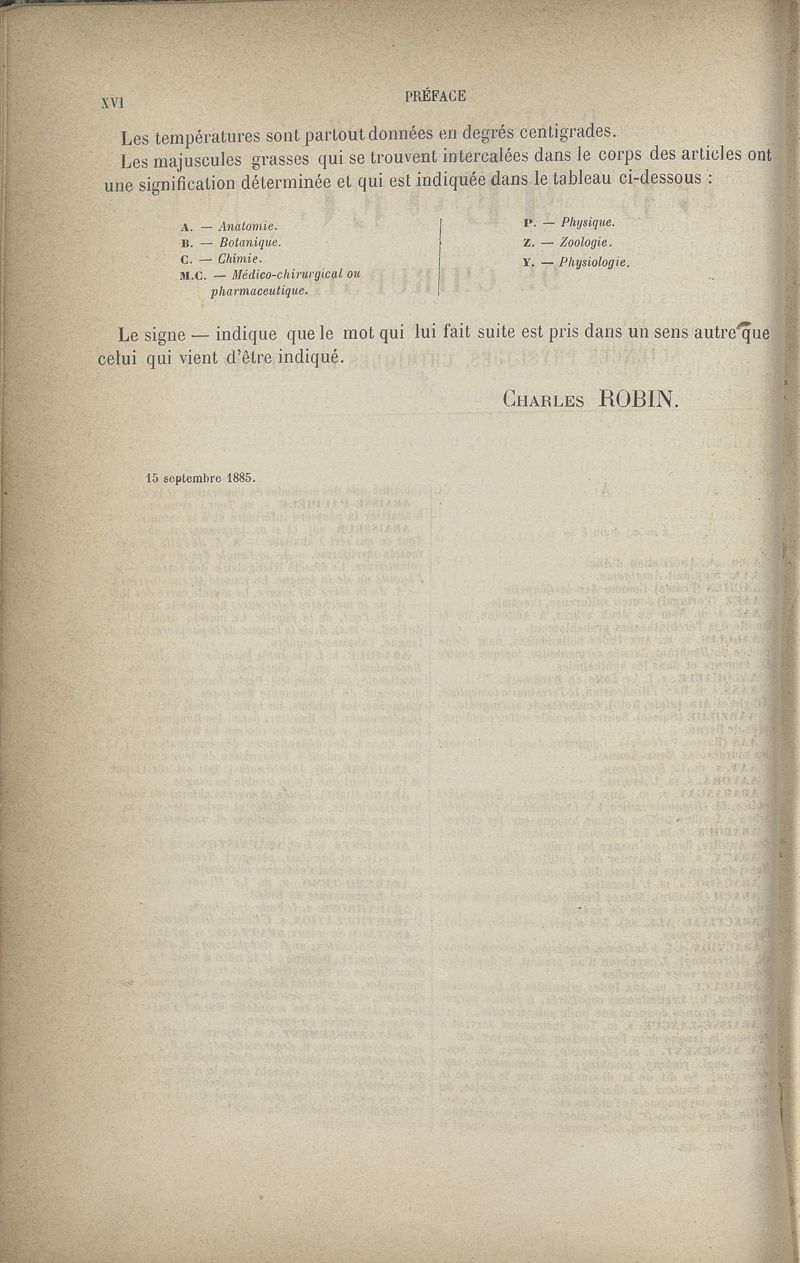 XVI
PRÉFACE
Les températures sont partout données en degrés centigrades.
Les majuscules grasses qui se trouvent intercalées dans le corps des articles ont
une signification déterminée et qui est indiquée dans le tableau ci-dessous :
A. — Anatomie.
B. — Botanique.
C. — Chimie.
M.C. — Médico-chirurgical ou
pharmaceutique.
P. — Physique.
Z. — Zoologie.
Y. — Physiologie.
Le signe — indique que le mot qui lui fait suite est pris dans un sens autre que
celui qui vient d'être indiqué.
CHARLES ROBIN.
15 septembre 1885.